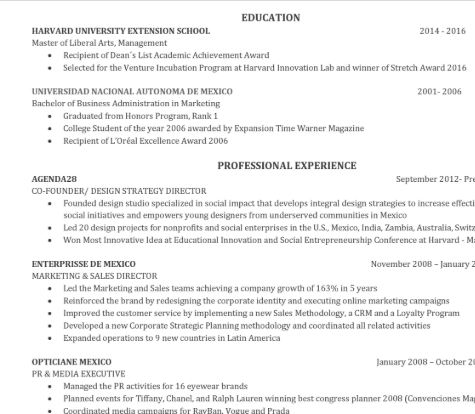 EDUCATION
HARVARD UNIVERSITY EXTENSION SCHOOL 2014 - 2016
Master of Liberal Arts, Management
• Recipient of Dean´s List Academic Achievement Award
• Selected for the Venture Incubation Program at Harvard Innovation Lab and winner of Stretch Award 2016
UNIVERSIDAD NACIONAL AUTONOMA DE MEXICO 2001- 2006
Bachelor of Business Administration in Marketing
• Graduated from Honors Program, Rank 1
• College Student of the year 2006 awarded by Expansion Time Warner Magazine
• Recipient of L'Oréal Excellence Award 2006
PROFESSIONAL EXPERIENCE
AGENDA28 September 2012- Pre
CO-FOUNDER/ DESIGN STRATEGY DIRECTOR
• Founded design studio specialized in social impact that develops integral design strategies to increase effecti
social initiatives and empowers young designers from underserved communities in Mexico
• Led 20 design projects for nonprofits and social enterprises in the U.S., Mexico, India, Zambia, Australia, Switz
• Won Most Innovative Idea at Educational Innovation and Social Entrepreneurship Conference at Harvard - M
ENTERPRISSE DE MEXICO November 2008 – January 2
MARKETING & SALES DIRECTOR
• Led the Marketing and Sales teams achieving a company growth of 163% in 5 years
• Reinforced the brand by redesigning the corporate identity and executing online marketing campaigns
• Improved the customer service by implementing a new Sales Methodology, a CRM and a Loyalty Program
• Developed a new Corporate Strategic Planning methodology and coordinated all related activities
• Expanded operations to 9 new countries in Latin America
OPTICIANE MEXICO January 2008 – October 20
PR & MEDIA EXECUTIVE
• Managed the PR activities for 16 eyewear brands
• Planned events for Tiffany, Chanel, and Ralph Lauren winning best congress planner 2008 (Convenciones Mag
• Coordinated media campaigns for RayBan, Vogue and Prada